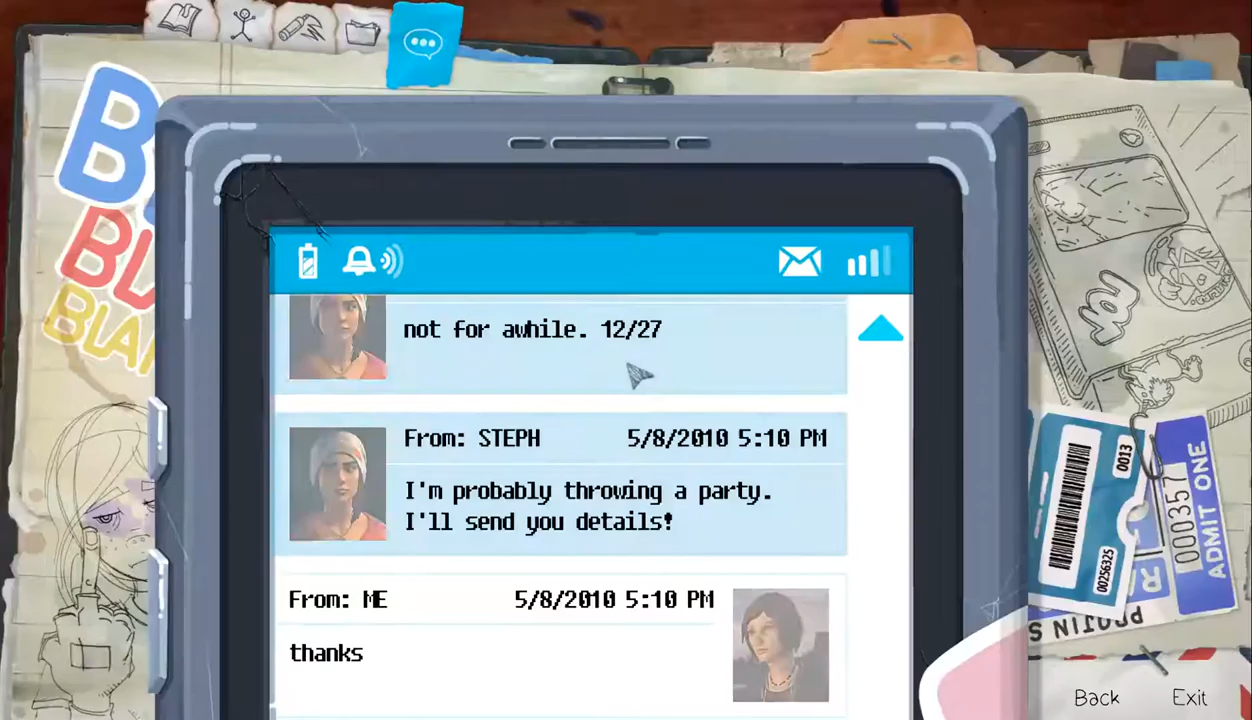 not for awhile. 12/27
From: STEPH 5/8/2010 5:10 PM
I'm probably throwing a party.
I'll send you details!
From: ME 5/8/2010 5:10 PM
thanks
0013
00256325
000357
ADMIT ONE
Back Exit